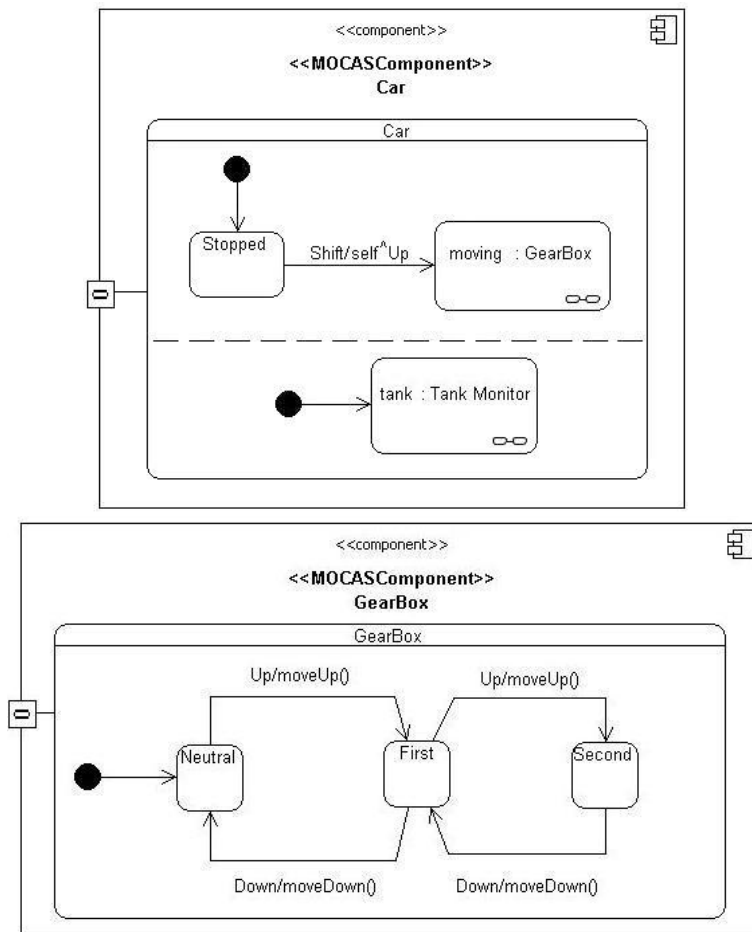 <<component>>
<<MOCASComponent>>
Car
Car
Stopped
Shift/self^Up
moving : GearBox
tank : Tank Monitor
<<component>>
<<MOCASComponent>>
GearBox
GearBox
Up/moveUp()
Up/moveUp()
Neutral
First
Second
Down/moveDown()
Down/moveDown()